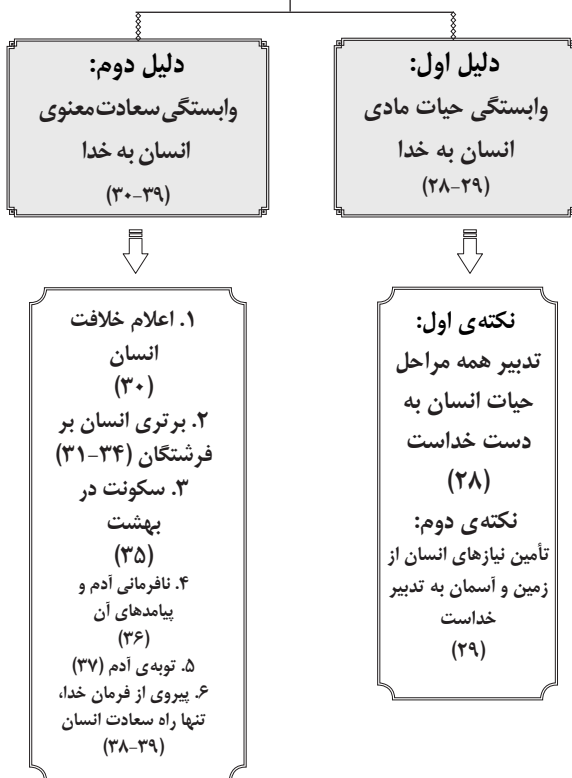 دلیل اول:
وابستگی حیات مادی
انسان به خدا
(۲۸-۲۹)
دلیل دوم:
وابستگی سعادت معنوی
انسان به خدا
(۳۰-۳۹)
نکته‌ی اول:
تدبیر همه مراحل
حیات انسان به
دست خداست
(۲۸)
نکته‌ی دوم:
تأمین نیازهای انسان از
زمین و آسمان به تدبیر
خداست
(۲۹)
۱. اعلام خلافت
انسان
(۳۰)
۲. برتری انسان بر
فرشتگان (۳۱-۳۴)
۳. سکونت در
بهشت
(۳۵)
۴. نافرمانی آدم و
پیامدهای آن
(۳۶)
۵. توبه‌ی آدم (۳۷)
۶. پیروی از فرمان خدا،
تنها راه سعادت انسان
(۳۸-۳۹)